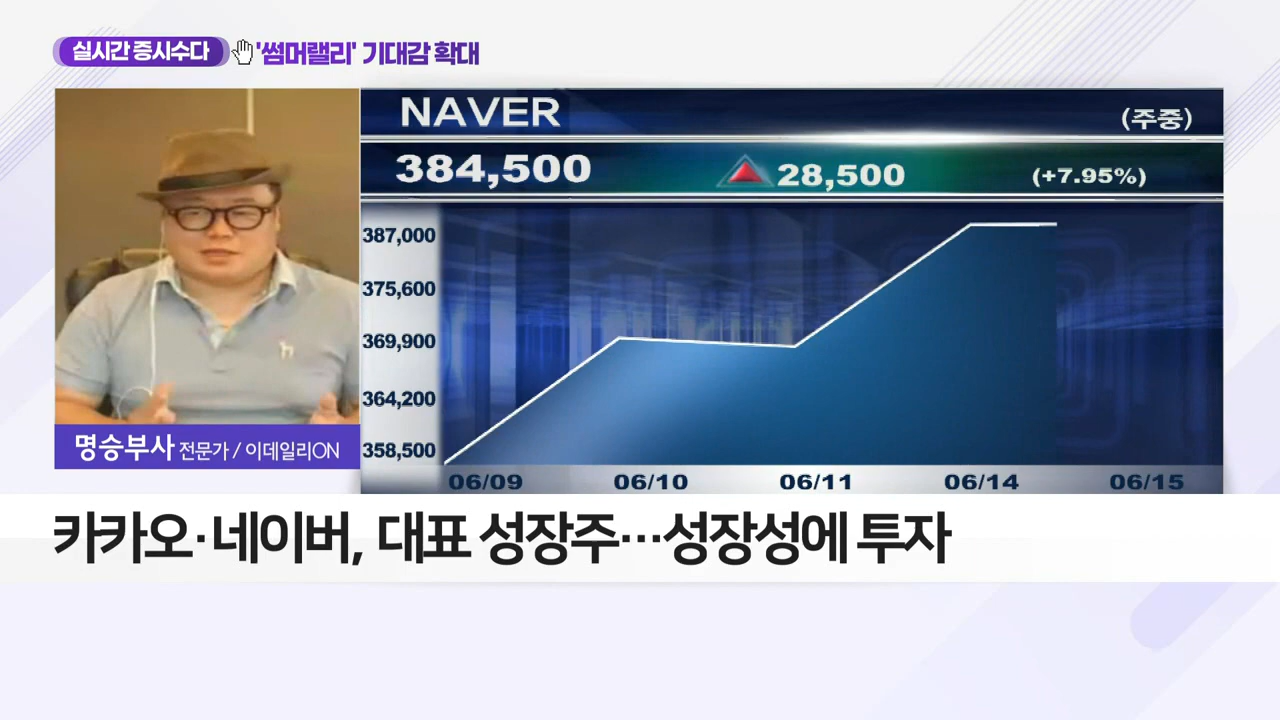 실시간 증시수다 '썸머랠리' 기대감 확대
NAVER (주중)
384,500 28,500 (+7.95%)
387,000
375,600
369,900
364,200
358,500
06/09 06/10 06/11 06/14 06/15
명승부사 전문가 / 이데일리ON
카카오·네이버, 대표 성장주…성장성에 투자